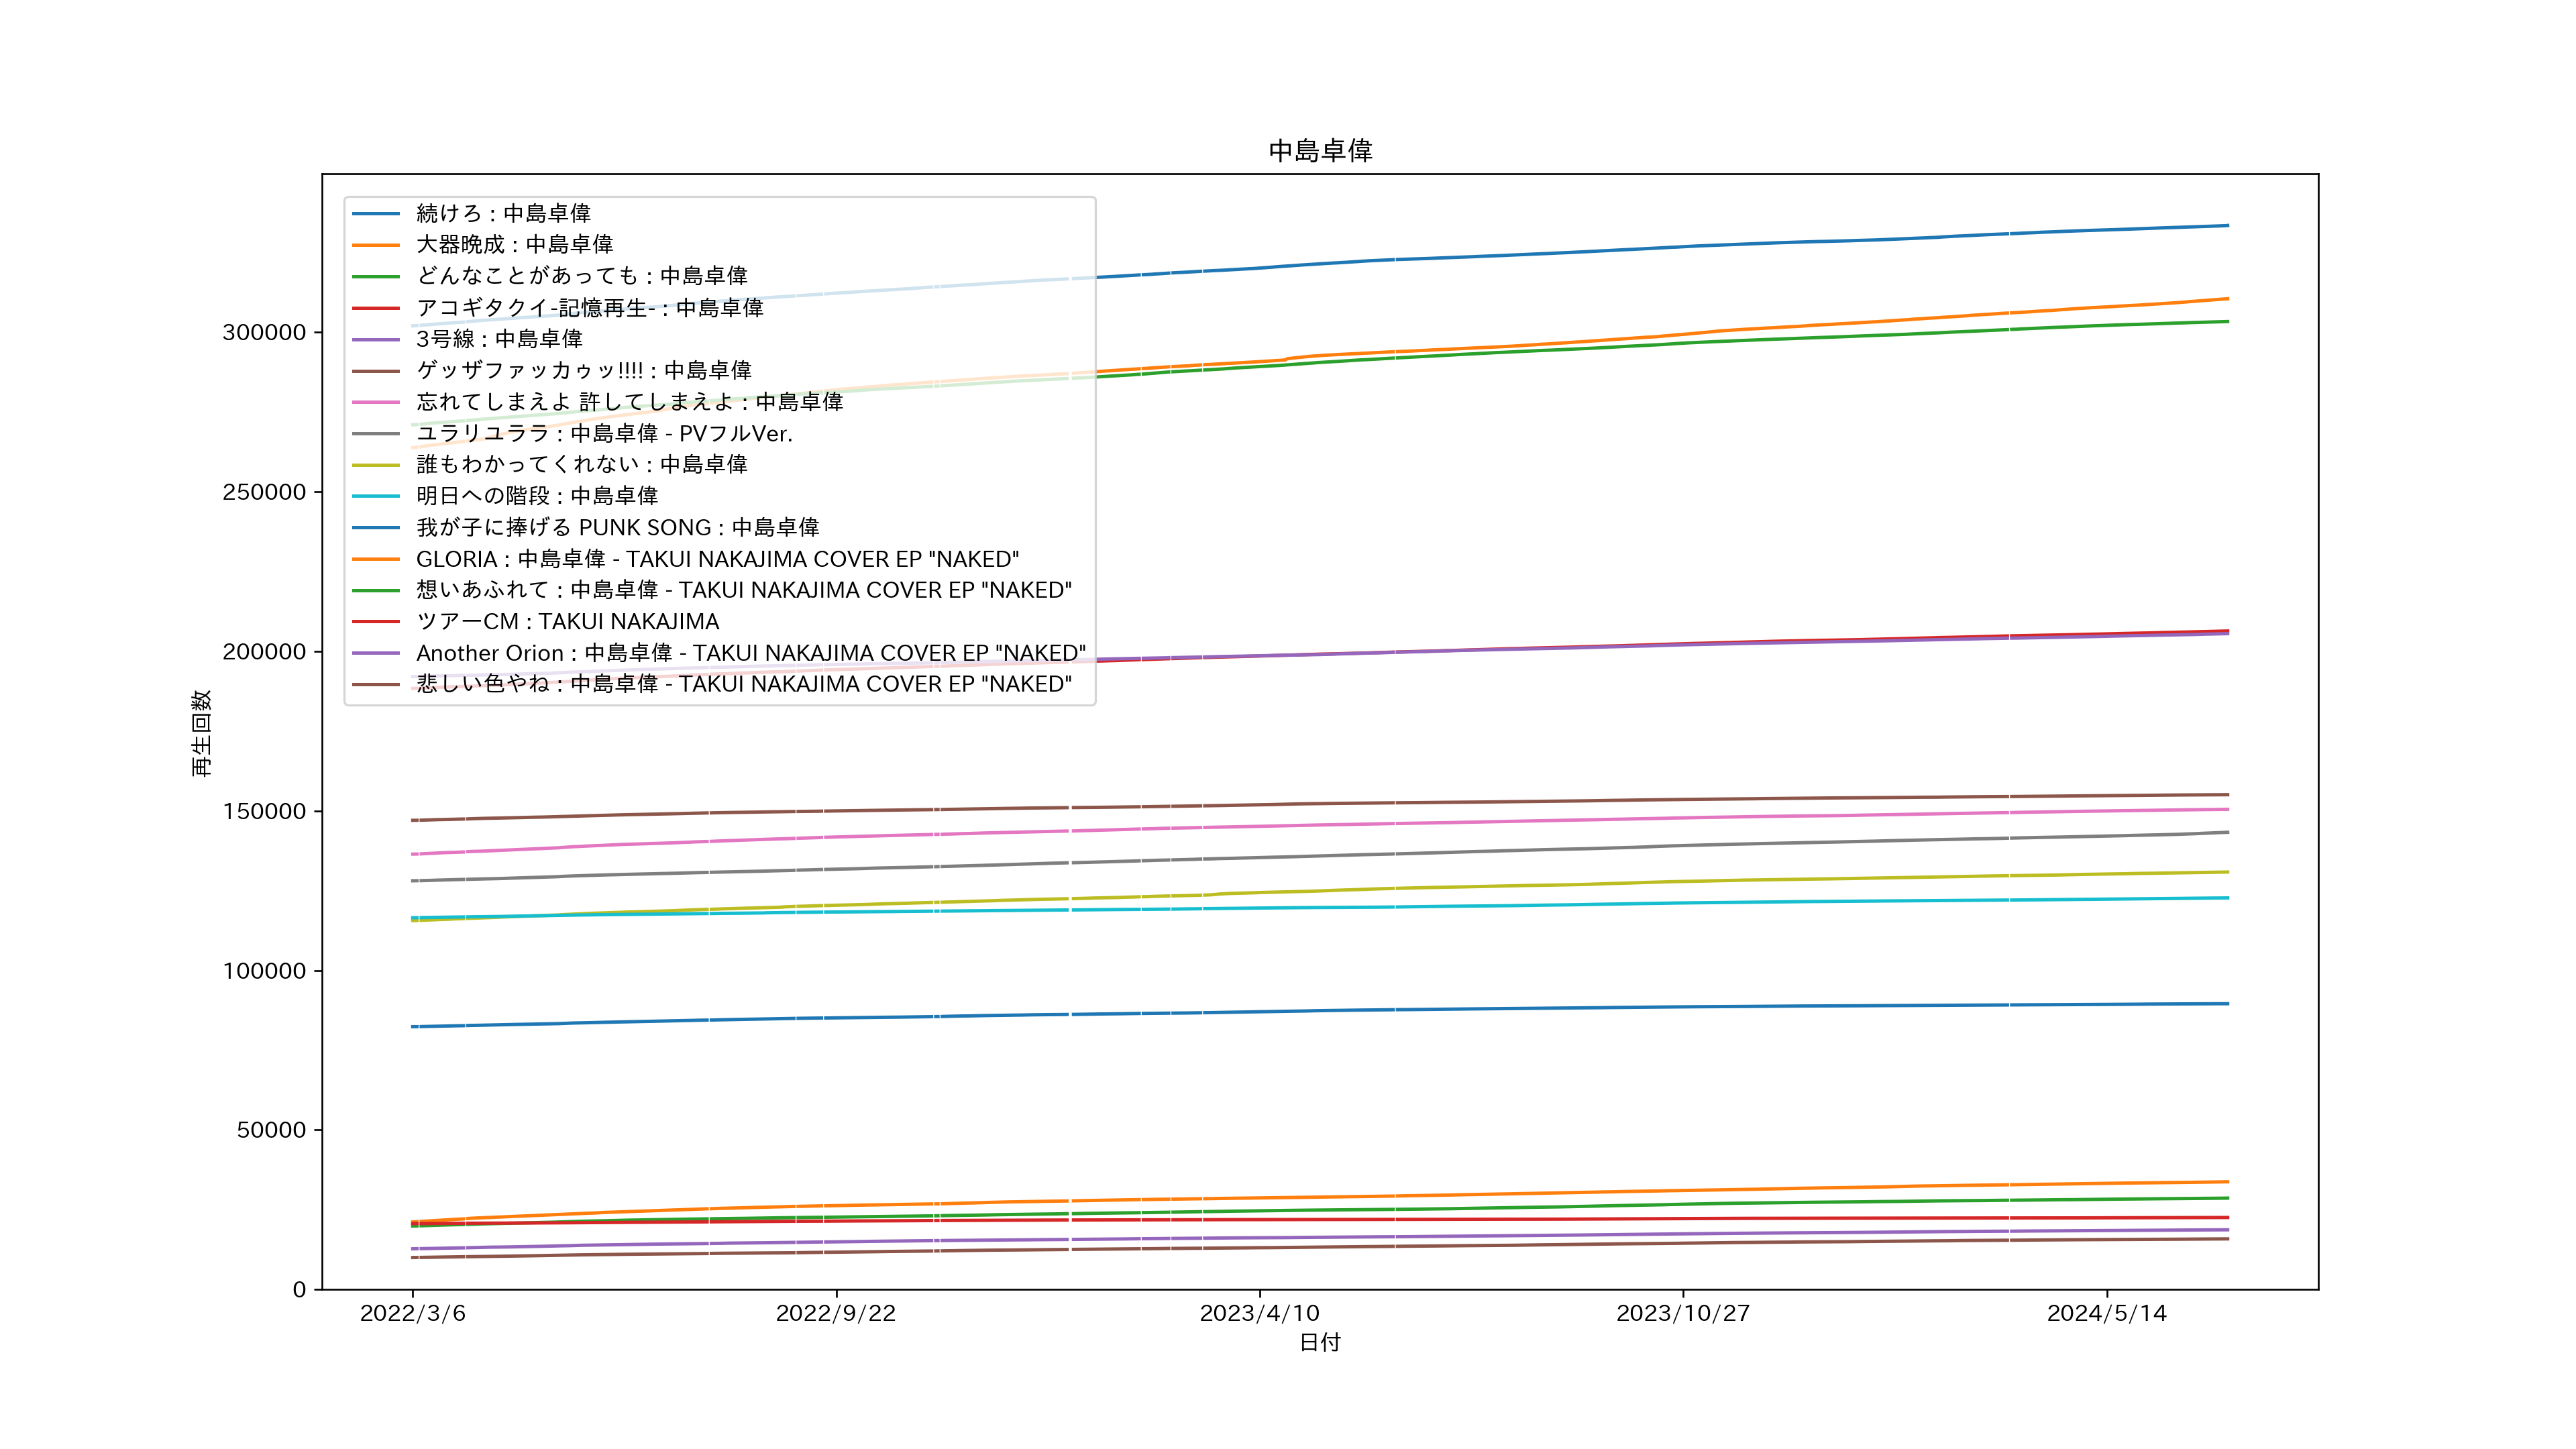 中島卓偉
続けろ : 中島卓偉
大器晩成 : 中島卓偉
どんなことがあっても : 中島卓偉
アコギタクイ-記憶再生- : 中島卓偉
3号線 : 中島卓偉
ゲッザファッカゥッ!!!! : 中島卓偉
忘れてしまえよ 許してしまえよ : 中島卓偉
ユラリユララ : 中島卓偉 - PVフルVer.
誰もわかってくれない : 中島卓偉
明日への階段 : 中島卓偉
我が子に捧げる PUNK SONG : 中島卓偉
GLORIA : 中島卓偉 - TAKUI NAKAJIMA COVER EP "NAKED"
想いあふれて : 中島卓偉 - TAKUI NAKAJIMA COVER EP "NAKED"
ツアーCM : TAKUI NAKAJIMA
Another Orion : 中島卓偉 - TAKUI NAKAJIMA COVER EP "NAKED"
悲しい色やね : 中島卓偉 - TAKUI NAKAJIMA COVER EP "NAKED"
再生回数
300000
250000
200000
150000
100000
50000
0
2022/3/6
2022/9/22
2023/4/10
2023/10/27
2024/5/14
日付